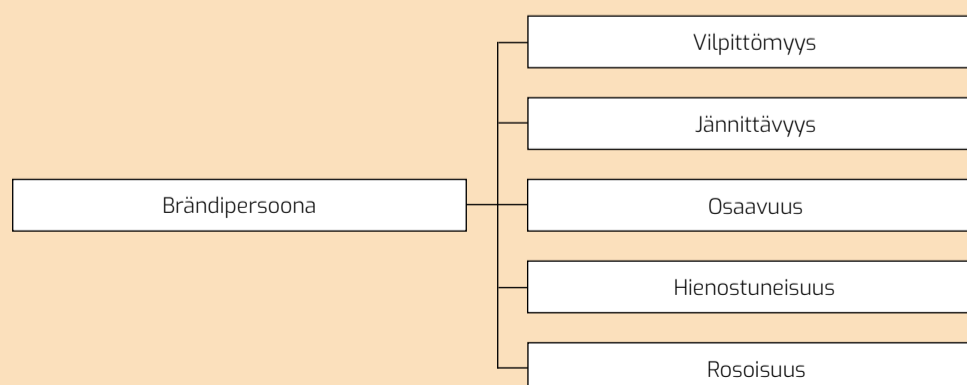 Brändipersoona
Vilpittömyys
Jännittävyys
Osaavuus
Hienostuneisuus
Rosoisuus